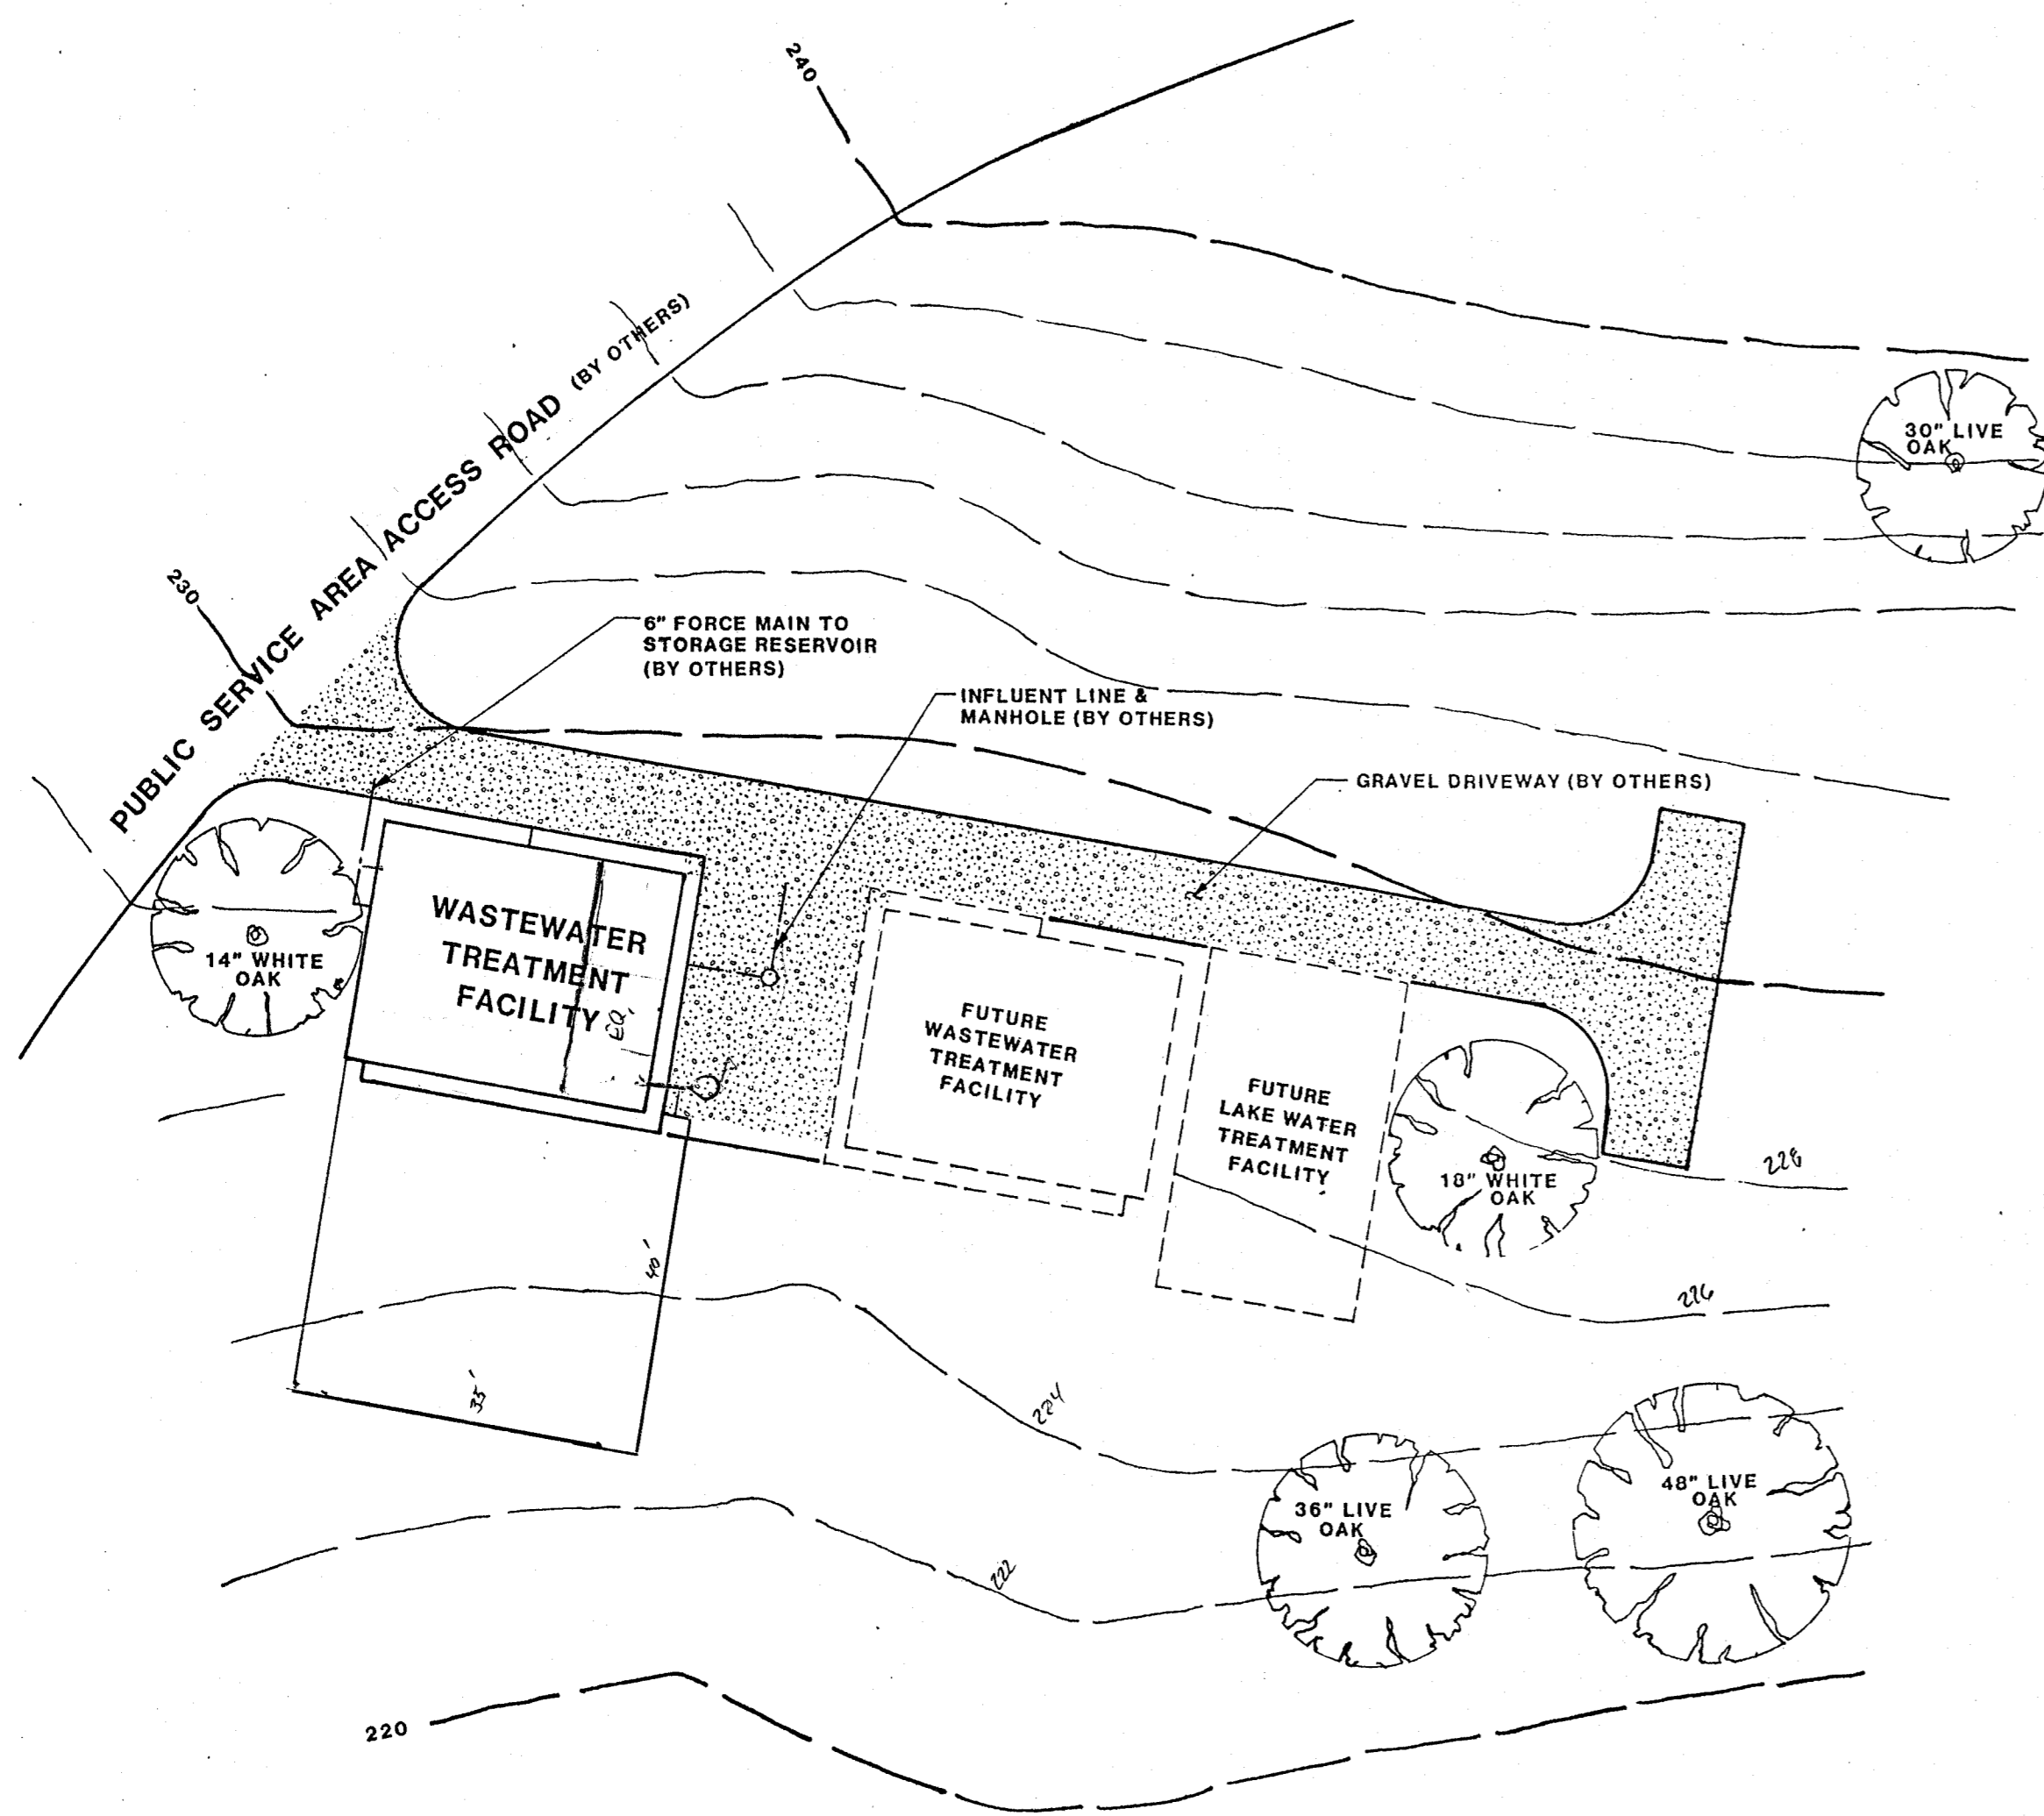 240
PUBLIC SERVICE AREA ACCESS ROAD (BY OTHERS)
30" LIVE
OAK
230
6" FORCE MAIN TO
STORAGE RESERVOIR
(BY OTHERS)
INFLUENT LINE &
MANHOLE (BY OTHERS)
GRAVEL DRIVEWAY (BY OTHERS)
14" WHITE
OAK
WASTEWATER
TREATMENT
FACILITY
EQ.
FUTURE
WASTEWATER
TREATMENT
FACILITY
FUTURE
LAKE WATER
TREATMENT
FACILITY
18" WHITE
OAK
228
226
40'
35'
224
222
36" LIVE
OAK
48" LIVE
OAK
220